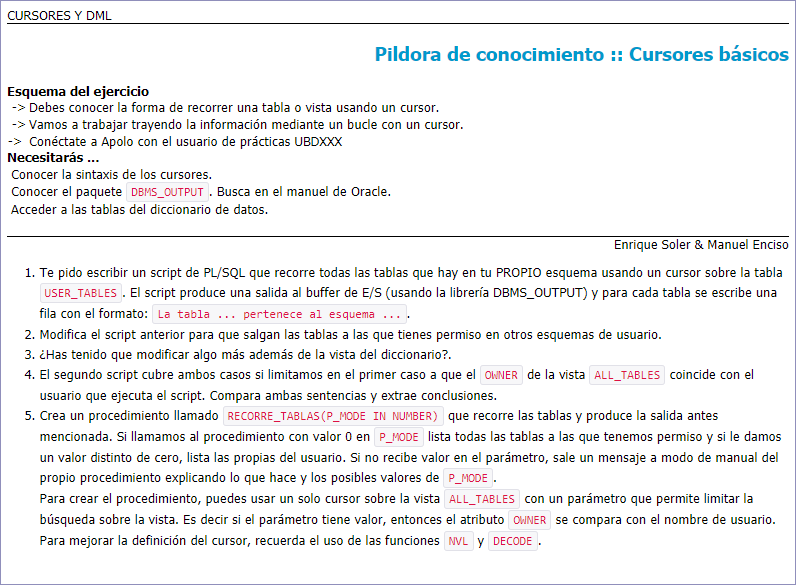 CURSORES Y DML
Pildora de conocimiento :: Cursores básicos
Esquema del ejercicio
-> Debes conocer la forma de recorrer una tabla o vista usando un cursor.
-> Vamos a trabajar trayendo la información mediante un bucle con un cursor.
-> Conéctate a Apolo con el usuario de prácticas UBDXXX
Necesitarás ...
Conocer la sintaxis de los cursores.
Conocer el paquete DBMS_OUTPUT. Busca en el manual de Oracle.
Acceder a las tablas del diccionario de datos.
Enrique Soler & Manuel Enciso
1. Te pido escribir un script de PL/SQL que recorre todas las tablas que hay en tu PROPIO esquema usando un cursor sobre la tabla
USER_TABLES. El script produce una salida al buffer de E/S (usando la librería DBMS_OUTPUT) y para cada tabla se escribe una
fila con el formato: La tabla ... pertenece al esquema ... .
2. Modifica el script anterior para que salgan las tablas a las que tienes permiso en otros esquemas de usuario.
3. ¿Has tenido que modificar algo más además de la vista del diccionario?.
4. El segundo script cubre ambos casos si limitamos en el primer caso a que el OWNER de la vista ALL_TABLES coincide con el
usuario que ejecuta el script. Compara ambas sentencias y extrae conclusiones.
5. Crea un procedimiento llamado RECORRE_TABLAS(P_MODE IN NUMBER) que recorre las tablas y produce la salida antes
mencionada. Si llamamos al procedimiento con valor 0 en P_MODE lista todas las tablas a las que tenemos permiso y si le damos
un valor distinto de cero, lista las propias del usuario. Si no recibe valor en el parámetro, sale un mensaje a modo de manual del
propio procedimiento explicando lo que hace y los posibles valores de P_MODE.
Para crear el procedimiento, puedes usar un solo cursor sobre la vista ALL_TABLES con un parámetro que permite limitar la
búsqueda sobre la vista. Es decir si el parámetro tiene valor, entonces el atributo OWNER se compara con el nombre de usuario.
Para mejorar la definición del cursor, recuerda el uso de las funciones NVL y DECODE.